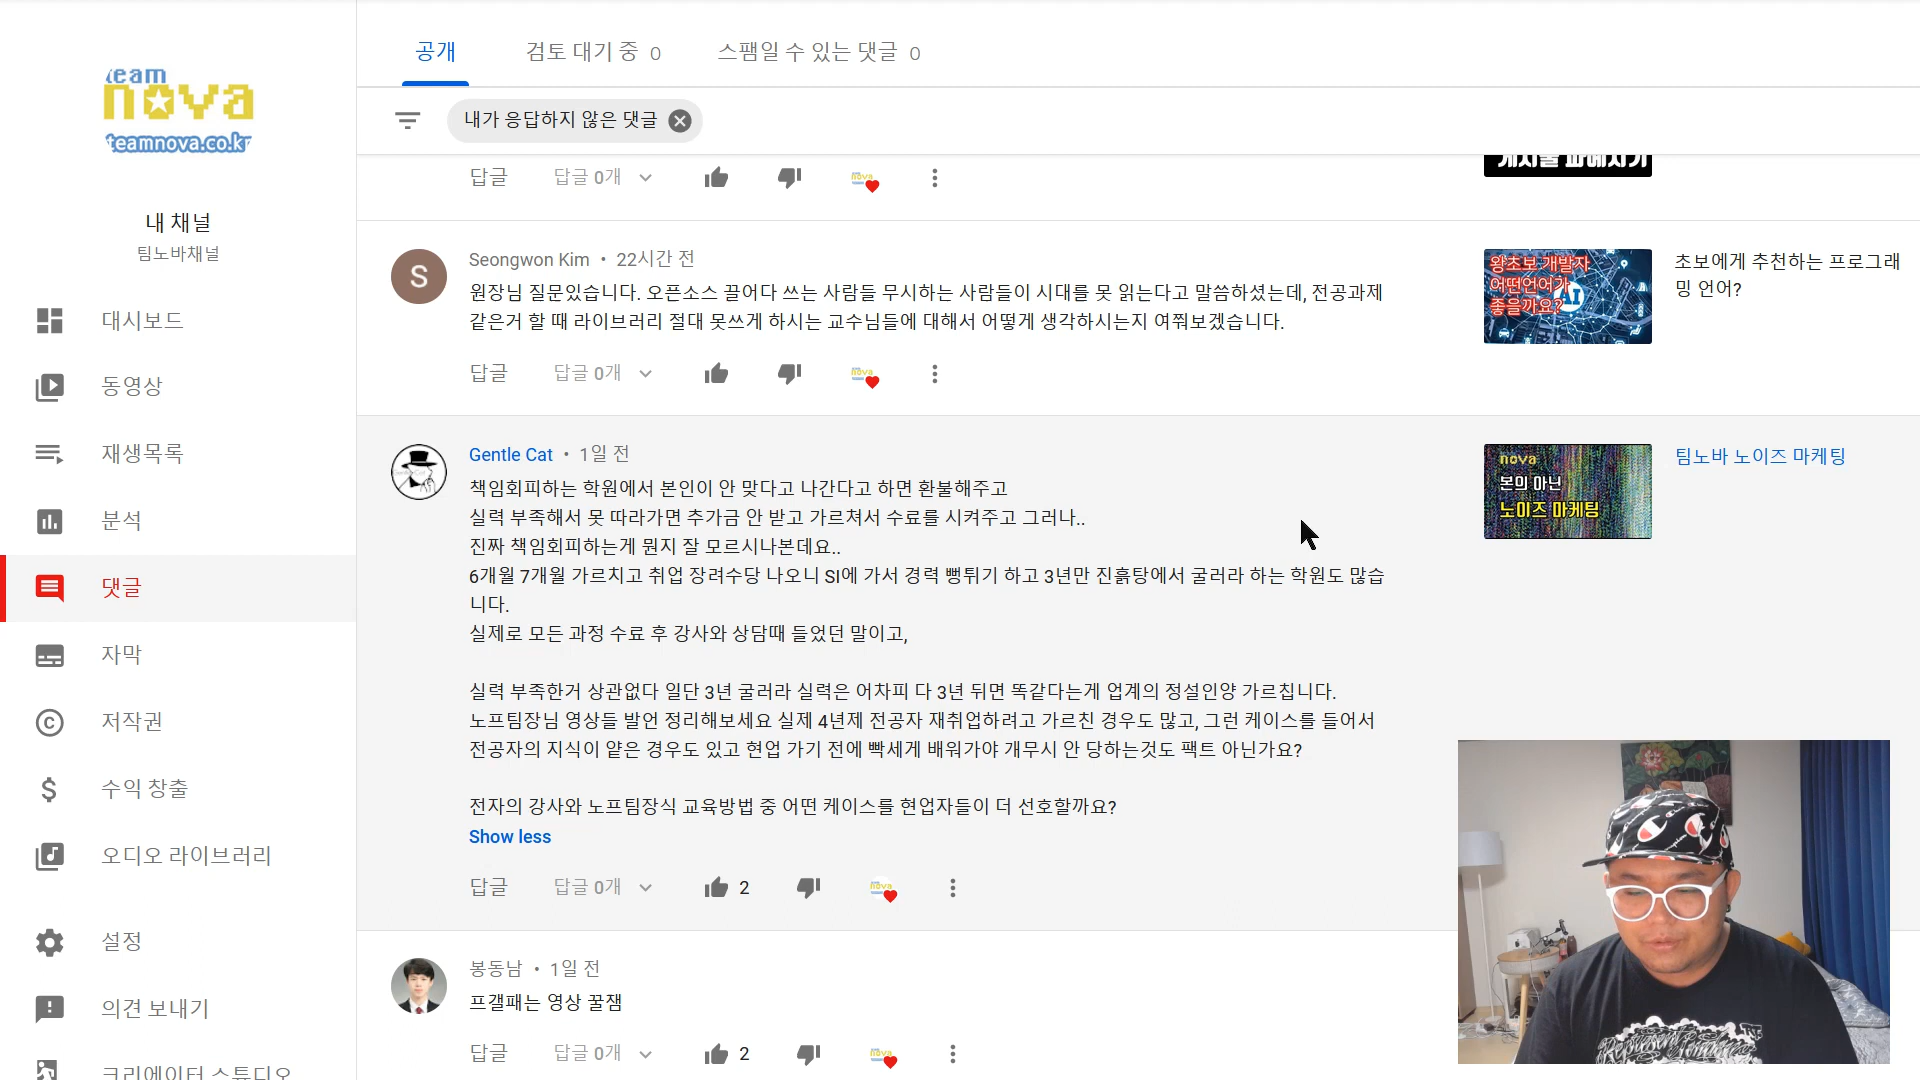 team
nova
teamnova.co.kr
내 채널
팀노바채널
대시보드
동영상
재생목록
분석
댓글
자막
저작권
수익 창출
오디오 라이브러리
설정
의견 보내기
크리에이터 스튜디오
공개
검토 대기 중 0
스팸일 수 있는 댓글 0
내가 응답하지 않은 댓글
답글 답글 0개
게시물 파헤치기
Seongwon Kim • 22시간 전
원장님 질문있습니다. 오픈소스 끌어다 쓰는 사람들 무시하는 사람들이 시대를 못 읽는다고 말씀하셨는데, 전공과제
같은거 할 때 라이브러리 절대 못쓰게 하시는 교수님들에 대해서 어떻게 생각하시는지 여쭤보겠습니다.
답글 답글 0개
왕초보 개발자
어떤언어가
좋을까요?
AI
초보에게 추천하는 프로그래
밍 언어?
Gentle Cat • 1일 전
책임회피하는 학원에서 본인이 안 맞다고 나간다고 하면 환불해주고
실력 부족해서 못 따라가면 추가금 안 받고 가르쳐서 수료를 시켜주고 그러나..
진짜 책임회피하는게 뭔지 잘 모르시나본데요..
6개월 7개월 가르치고 취업 장려수당 나오니 SI에 가서 경력 뻥튀기 하고 3년만 진흙탕에서 굴러라 하는 학원도 많습
니다.
실제로 모든 과정 수료 후 강사와 상담때 들었던 말이고,
실력 부족한거 상관없다 일단 3년 굴러라 실력은 어차피 다 3년 뒤면 똑같다는게 업계의 정설인양 가르칩니다.
노프팀장님 영상들 발언 정리해보세요 실제 4년제 전공자 재취업하려고 가르친 경우도 많고, 그런 케이스를 들어서
전공자의 지식이 얕은 경우도 있고 현업 가기 전에 빡세게 배워가야 개무시 안 당하는것도 팩트 아닌가요?
전자의 강사와 노프팀장식 교육방법 중 어떤 케이스를 현업자들이 더 선호할까요?
Show less
답글 답글 0개 2
nova
본의 아닌
노이즈 마케팅
팀노바 노이즈 마케팅
봉동남 • 1일 전
프갤패는 영상 꿀잼
답글 답글 0개 2